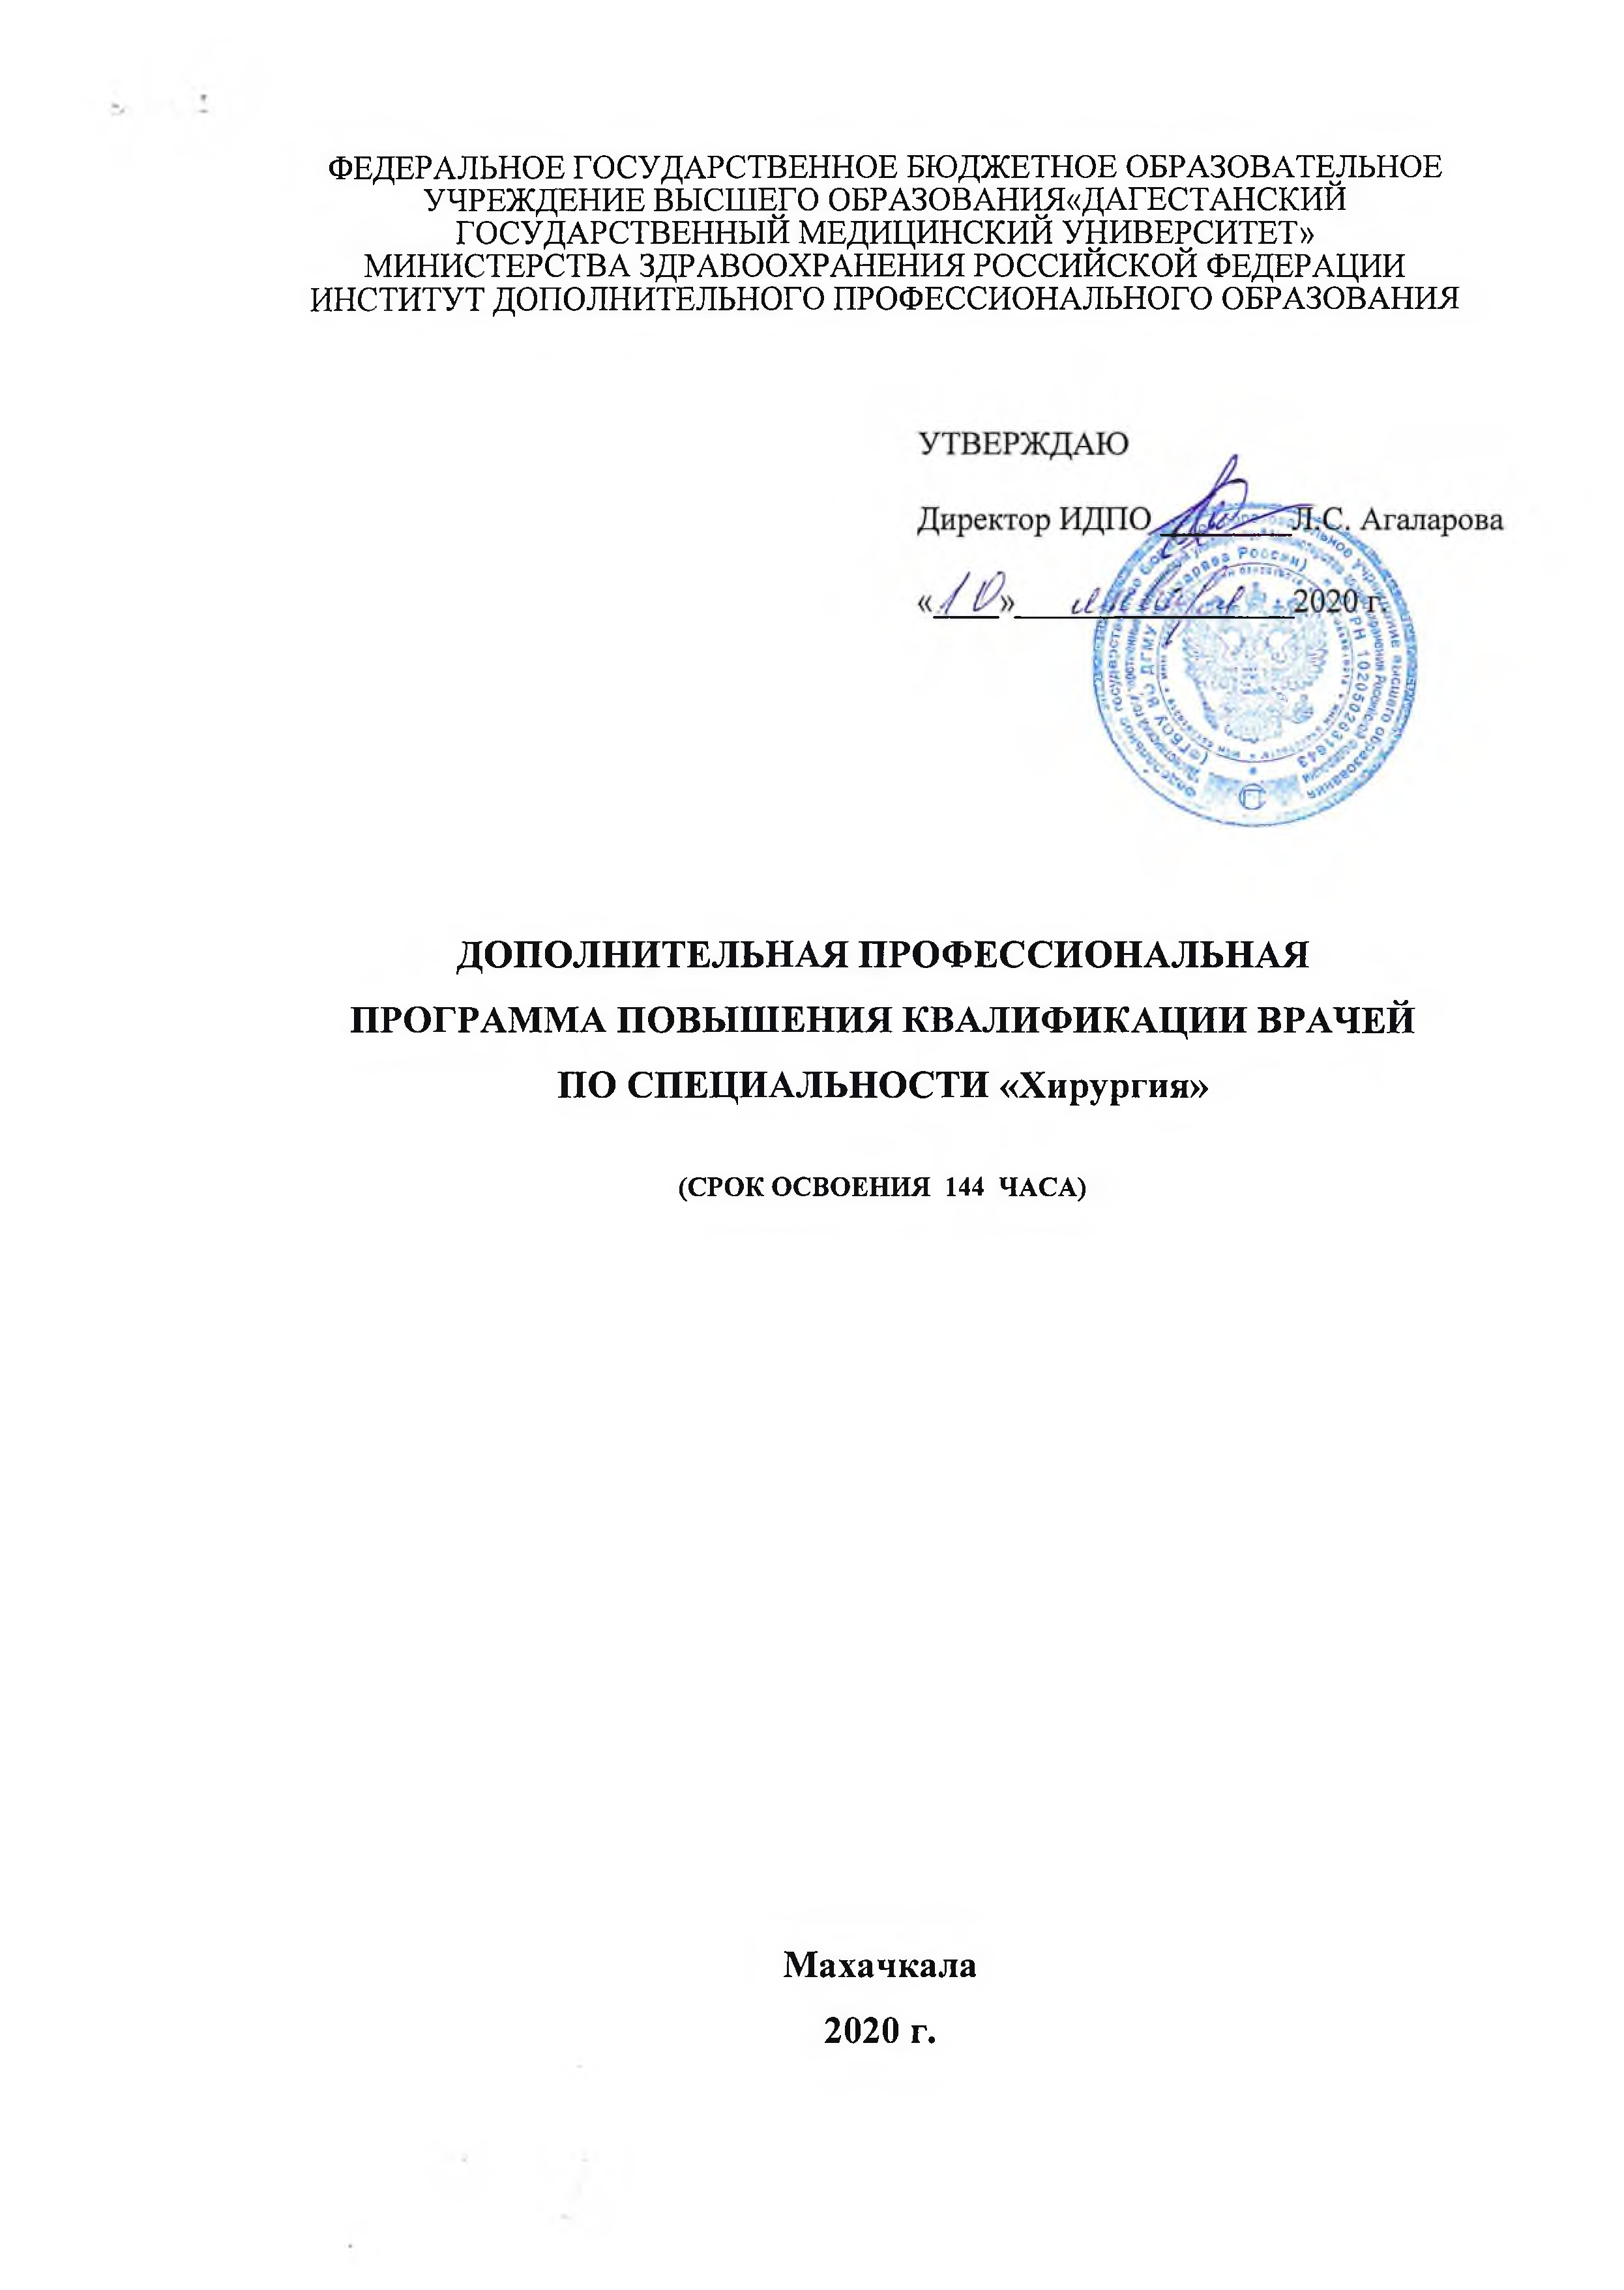 ФЕДЕРАЛЬНОЕ ГОСУДАРСТВЕННОЕ БЮДЖЕТНОЕ ОБРАЗОВАТЕЛЬНОЕ
УЧРЕЖДЕНИЕ ВЫСШЕГО ОБРАЗОВАНИЯ«ДАГЕСТАНСКИЙ
ГОСУДАРСТВЕННЫЙ МЕДИЦИНСКИЙ УНИВЕРСИТЕТ»
МИНИСТЕРСТВА ЗДРАВООХРАНЕНИЯ РОССИЙСКОЙ ФЕДЕРАЦИИ
ИНСТИТУТ ДОПОЛНИТЕЛЬНОГО ПРОФЕССИОНАЛЬНОГО ОБРАЗОВАНИЯ
УТВЕРЖДАЮ
Директор ИДПО Л.С. Агаларова
«10» 2020 г.
ДОПОЛНИТЕЛЬНАЯ ПРОФЕССИОНАЛЬНАЯ
ПРОГРАММА ПОВЫШЕНИЯ КВАЛИФИКАЦИИ ВРАЧЕЙ
ПО СПЕЦИАЛЬНОСТИ «Хирургия»
(СРОК ОСВОЕНИЯ 144 ЧАСА)
Махачкала
2020 г.